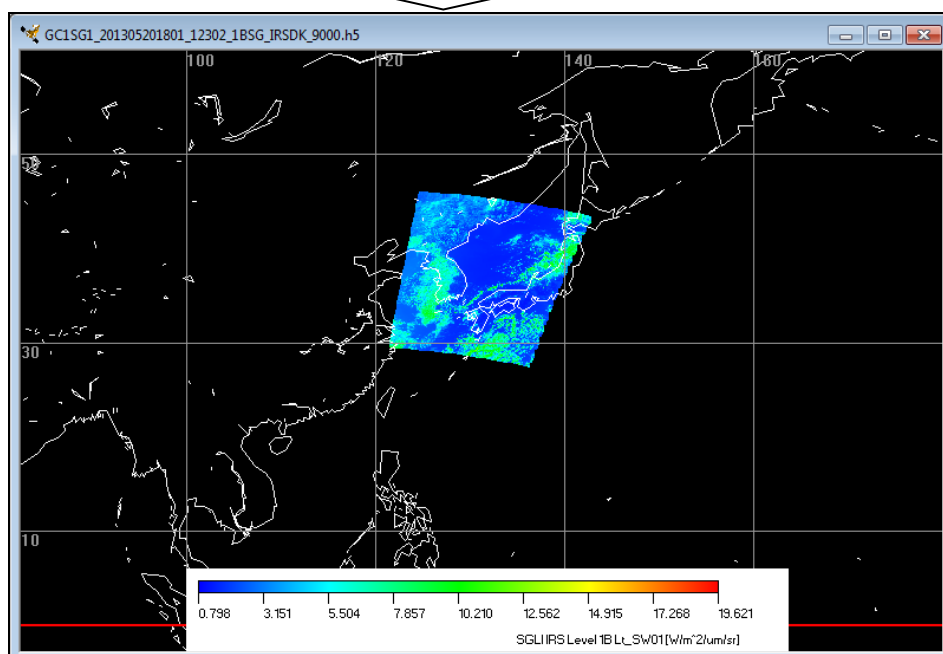 GC1SG1_201305201801_12302_1BSG_IRSDK_9000.h5
100 120 140 160
50
30
10
0.798 3.151 5.504 7.857 10.210 12.562 14.915 17.268 19.621
SGLI IRS Level 1B Lt_SW01 [W/m^2/um/sr]